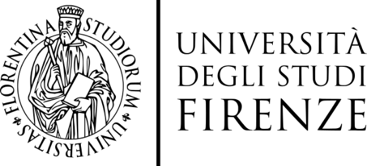 FLORENTINA STUDIORUM UNIVERSITAS
UNIVERSITÀ
DEGLI STUDI
FIRENZE